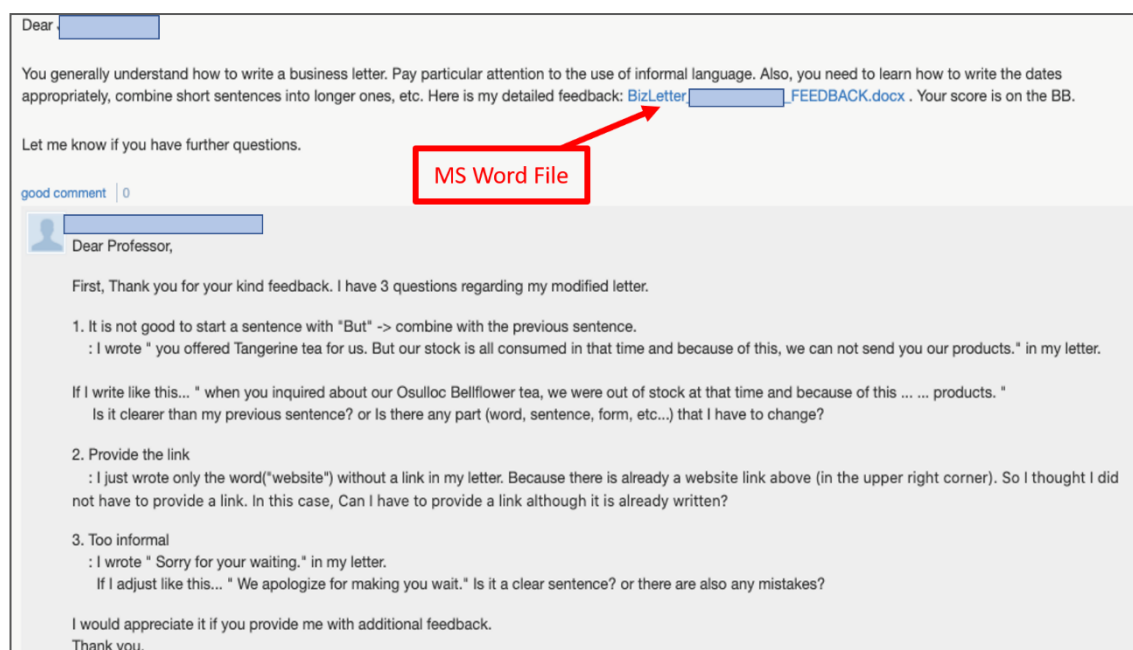 Dear
You generally understand how to write a business letter. Pay particular attention to the use of informal language. Also, you need to learn how to write the dates
appropriately, combine short sentences into longer ones, etc. Here is my detailed feedback: BizLetter_ _FEEDBACK.docx . Your score is on the BB.
Let me know if you have further questions.
MS Word File
good comment | 0
Dear Professor,
First, Thank you for your kind feedback. I have 3 questions regarding my modified letter.
1. It is not good to start a sentence with "But" -> combine with the previous sentence.
: I wrote " you offered Tangerine tea for us. But our stock is all consumed in that time and because of this, we can not send you our products." in my letter.
If I write like this... " when you inquired about our Osulloc Bellflower tea, we were out of stock at that time and because of this ... ... products. "
Is it clearer than my previous sentence? or Is there any part (word, sentence, form, etc...) that I have to change?
2. Provide the link
: I just wrote only the word("website") without a link in my letter. Because there is already a website link above (in the upper right corner). So I thought I did
not have to provide a link. In this case, Can I have to provide a link although it is already written?
3. Too informal
: I wrote " Sorry for your waiting." in my letter.
If I adjust like this... " We apologize for making you wait." Is it a clear sentence? or there are also any mistakes?
I would appreciate it if you provide me with additional feedback.
Thank you.